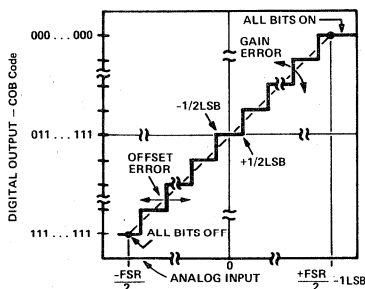 ALL BITS ON
000 ... 000
GAIN
ERROR
DIGITAL OUTPUT – COB Code
-1/2LSB
011 ... 111
+1/2LSB
OFFSET
ERROR
111 ... 111
ALL BITS OFF
-FSR
2
ANALOG INPUT
0
+FSR
2
-1LSB